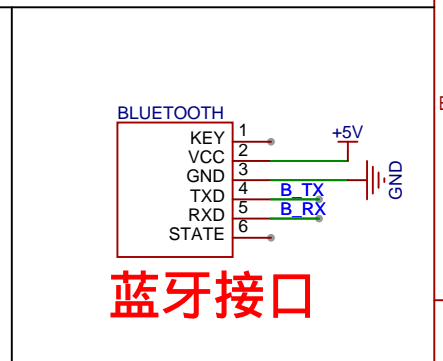 BLUETOOTH
KEY 1
VCC 2
+5V
GND 3
GND
TXD 4 B_TX
RXD 5 B_RX
STATE 6
蓝牙接口